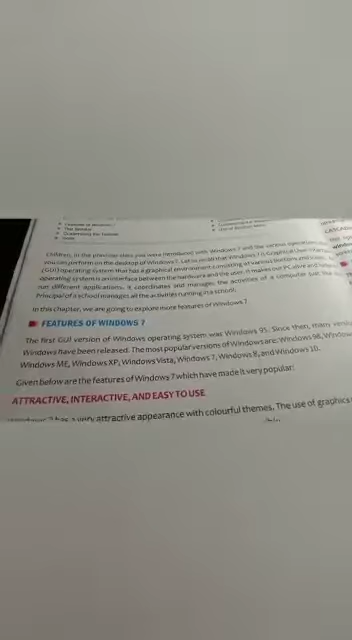 Features of Windows 7
Customizing the Taskbar
Children, in the previous class you were introduced with Windows 7 and the various operations
you can perform on the desktop of Windows 7. Let us recall that Windows 7 is Graphical User
(GUI) operating system that has a graphical environment consisting of various buttons and icons.
operating system is an interface between the hardware and the user. It makes our PC alive and
run different applications. It coordinates and manages the activities of a computer just like
Principal of a school manages all the activities running in a school.
In this Chapter, we are going to explore more features of Windows 7.
FEATURES OF WINDOWS 7
The first GUI version of Windows operating system was Windows 95. Since then, many
Windows have been released. The most popular versions of Windows are: Windows 98,
Windows ME, Windows XP, Windows Vista, Windows 7, Windows 8, and Windows 10.
Given below are the features of Windows 7 which have made it very popular:
ATTRACTIVE, INTERACTIVE, AND EASY TO USE
has a very attractive appearance with colourful themes. The use of graphics
CASCAD